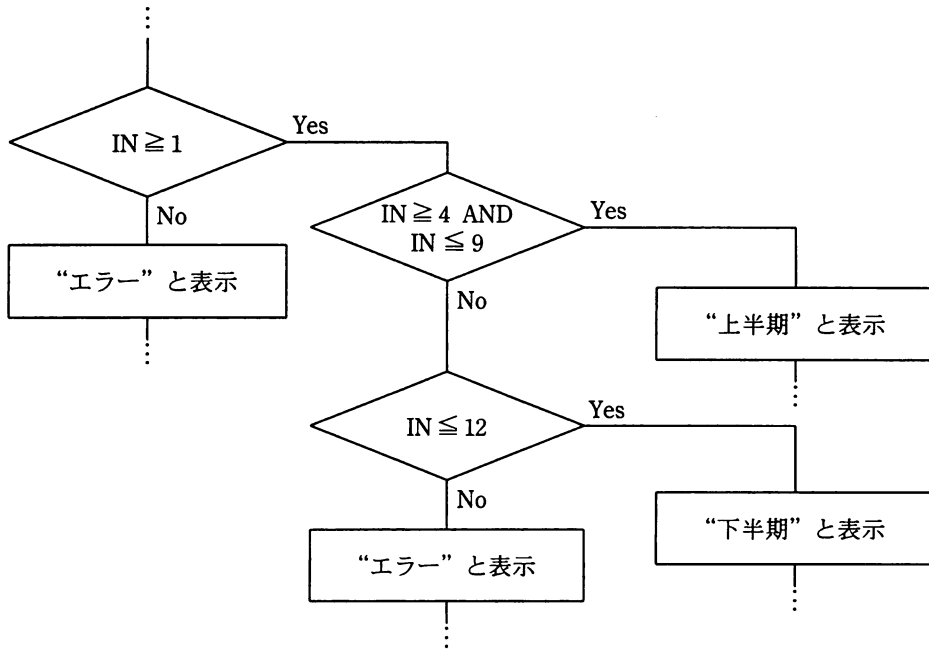 IN ≧ 1
Yes
No
“エラー” と表示
IN ≧ 4 AND
IN ≦ 9
Yes
No
“上半期” と表示
IN ≦ 12
Yes
No
“下半期” と表示
“エラー” と表示